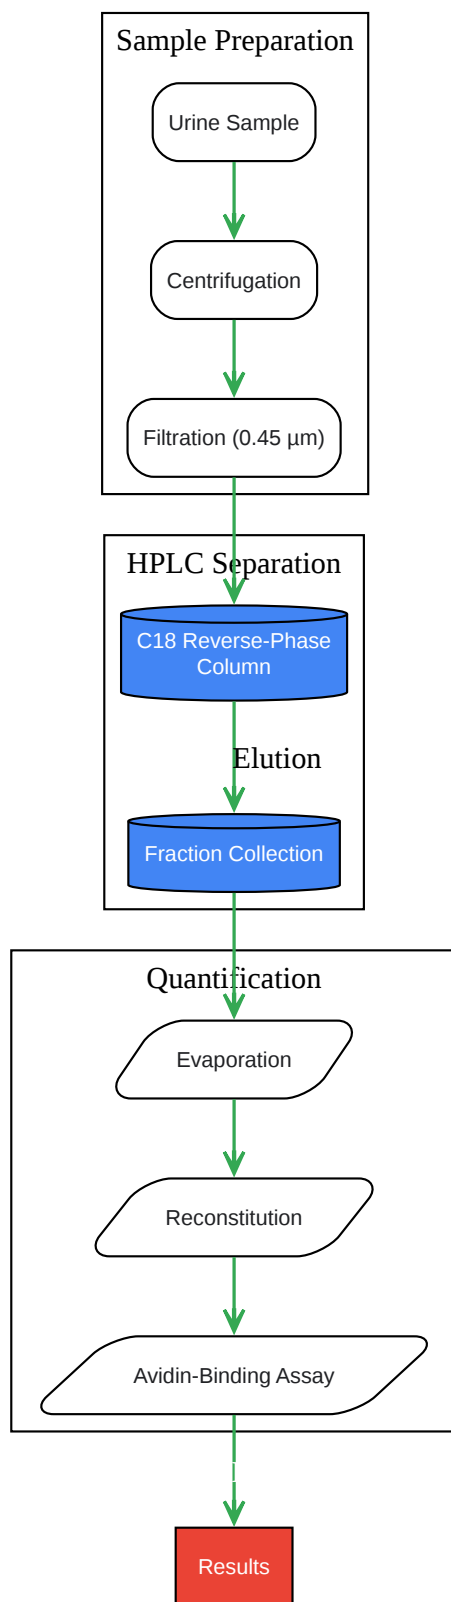 Sample Preparation
Urine Sample
Centrifugation
Filtration (0.45 µm)
HPLC Separation
C18 Reverse-Phase
Column
Elution
Fraction Collection
Quantification
Evaporation
Reconstitution
Avidin-Binding Assay
Results